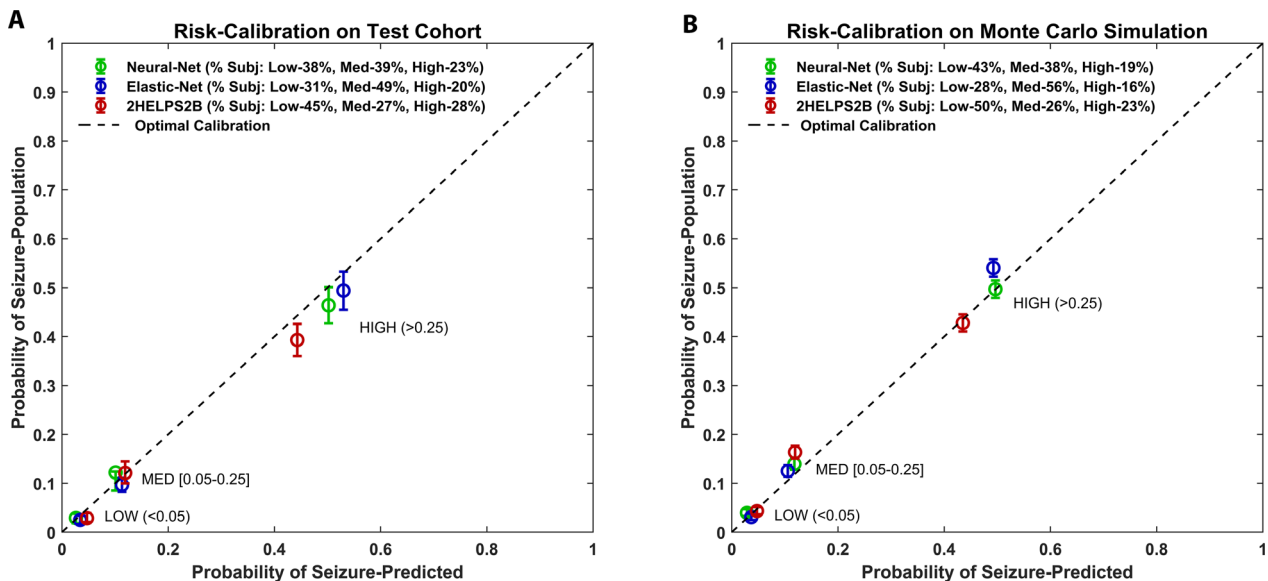 A
Risk-Calibration on Test Cohort
Neural-Net (% Subj: Low-38%, Med-39%, High-23%)
Elastic-Net (% Subj: Low-31%, Med-49%, High-20%)
2HELPS2B (% Subj: Low-45%, Med-27%, High-28%)
Optimal Calibration
Probability of Seizure-Population
1
0.9
0.8
0.7
0.6
0.5
0.4
0.3
0.2
0.1
0
HIGH (>0.25)
MED [0.05-0.25]
LOW (<0.05)
0 0.2 0.4 0.6 0.8 1
Probability of Seizure-Predicted
B
Risk-Calibration on Monte Carlo Simulation
Neural-Net (% Subj: Low-43%, Med-38%, High-19%)
Elastic-Net (% Subj: Low-28%, Med-56%, High-16%)
2HELPS2B (% Subj: Low-50%, Med-26%, High-23%)
Optimal Calibration
Probability of Seizure-Population
1
0.9
0.8
0.7
0.6
0.5
0.4
0.3
0.2
0.1
0
HIGH (>0.25)
MED [0.05-0.25]
LOW (<0.05)
0 0.2 0.4 0.6 0.8 1
Probability of Seizure-Predicted